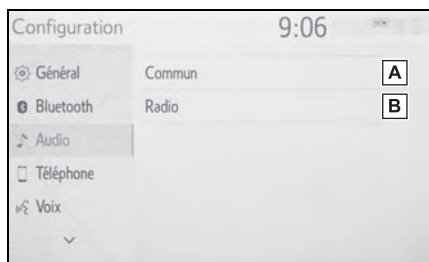 Configuration 9:06
Général
Commun A
Bluetooth
Radio B
Audio
Téléphone
Voix